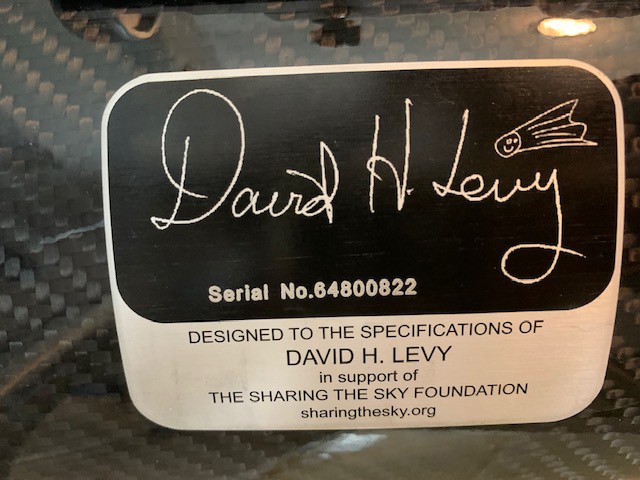 David H. Levy
Serial No.64800822
DESIGNED TO THE SPECIFICATIONS OF
DAVID H. LEVY
in support of
THE SHARING THE SKY FOUNDATION
sharingthesky.org